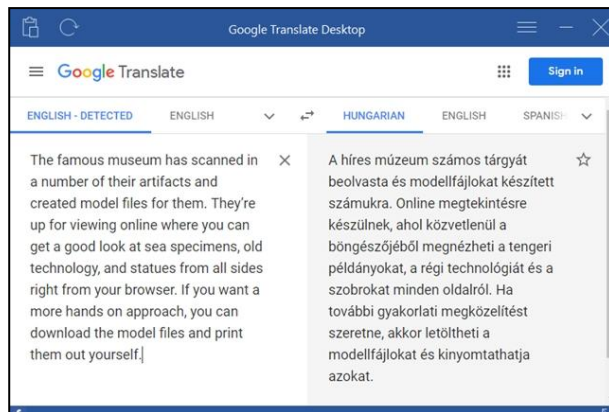 Google Translate Desktop
Google Translate
Sign in
ENGLISH - DETECTED
ENGLISH
HUNGARIAN
ENGLISH
SPANISH
The famous museum has scanned in
a number of their artifacts and
created model files for them. They're
up for viewing online where you can
get a good look at sea specimens, old
technology, and statues from all sides
right from your browser. If you want a
more hands on approach, you can
download the model files and print
them out yourself.
A híres múzeum számos tárgyát
beolvasta és modellfájlokat készített
számukra. Online megtekintésre
készülnek, ahol közvetlenül a
böngészőjéből megnézheti a tengeri
példányokat, a régi technológiát és a
szobrokat minden oldalról. Ha
további gyakorlati megközelítést
szeretne, akkor letöltheti a
modellfájlokat és kinyomtathatja
azokat.